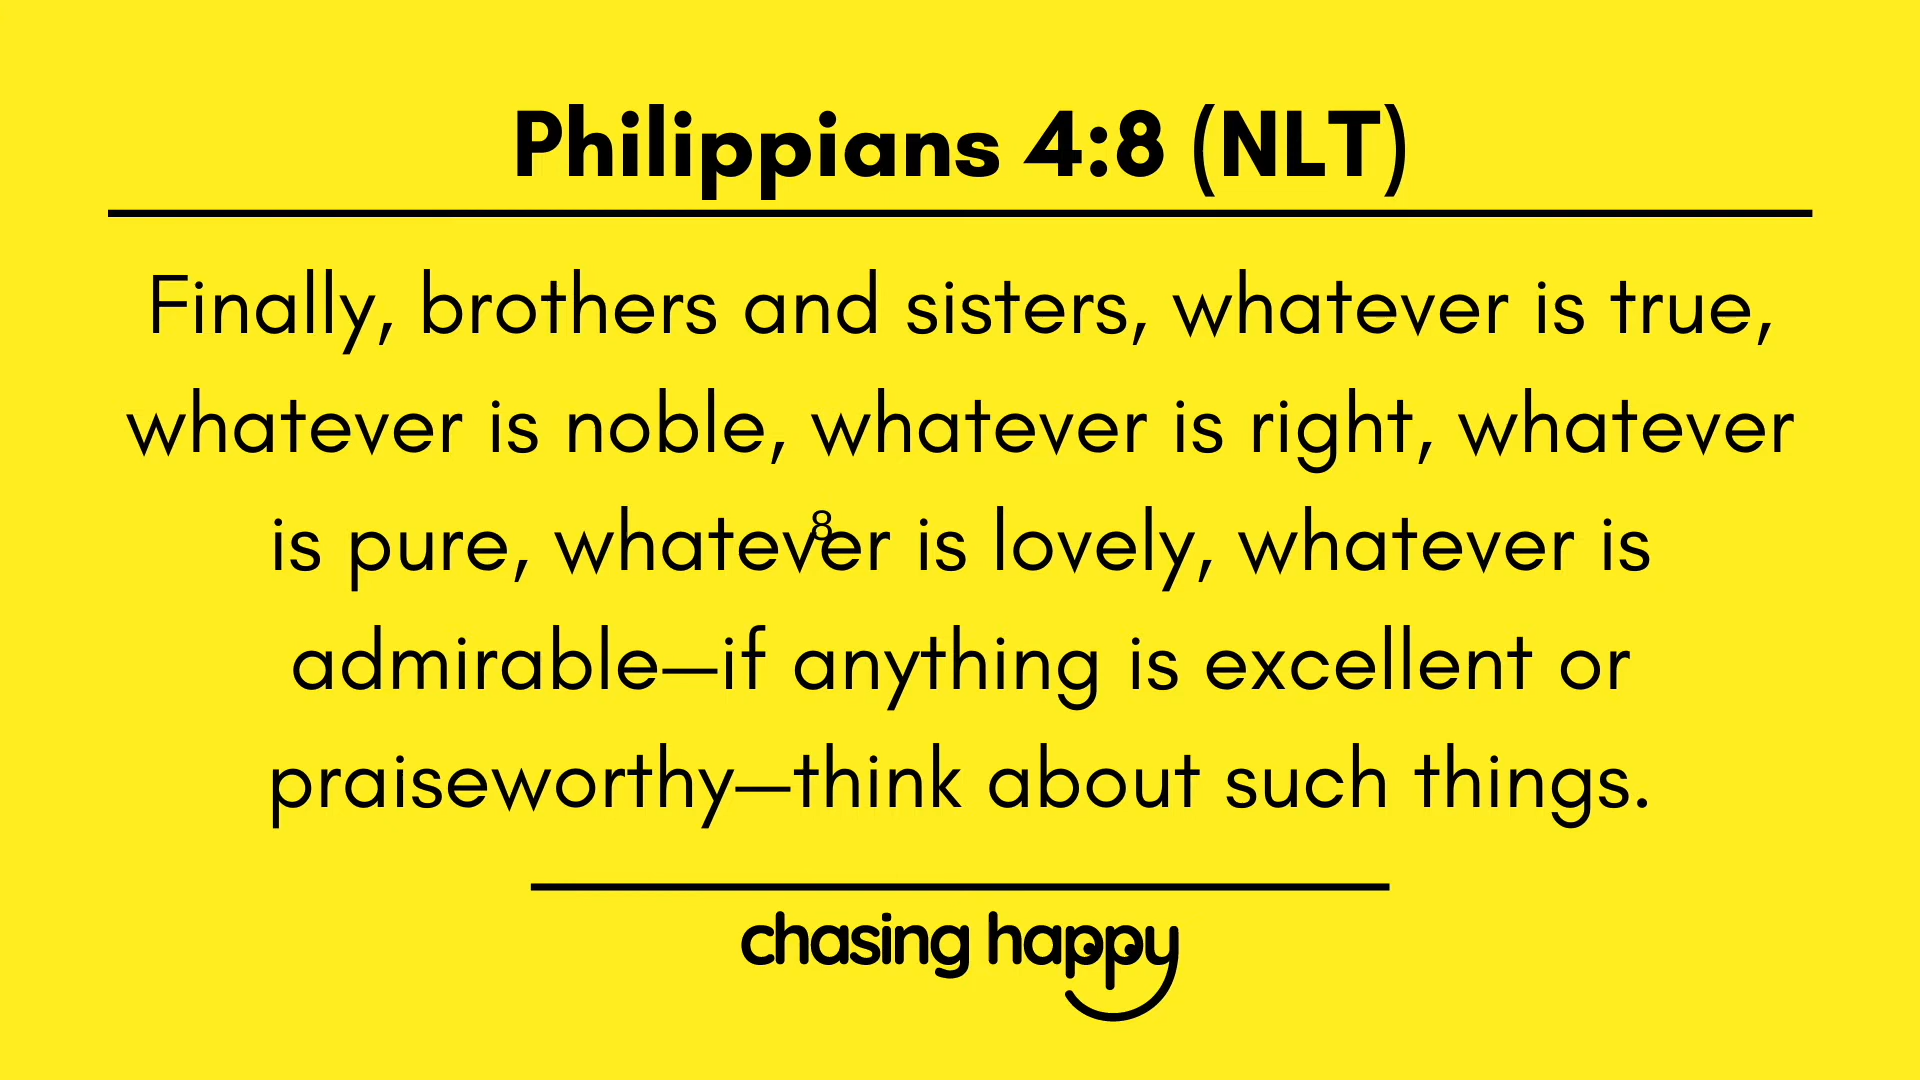 Philippians 4:8 (NLT)
Finally, brothers and sisters, whatever is true,
whatever is noble, whatever is right, whatever
8
is pure, whatever is lovely, whatever is
admirable—if anything is excellent or
praiseworthy—think about such things.
chasing happy